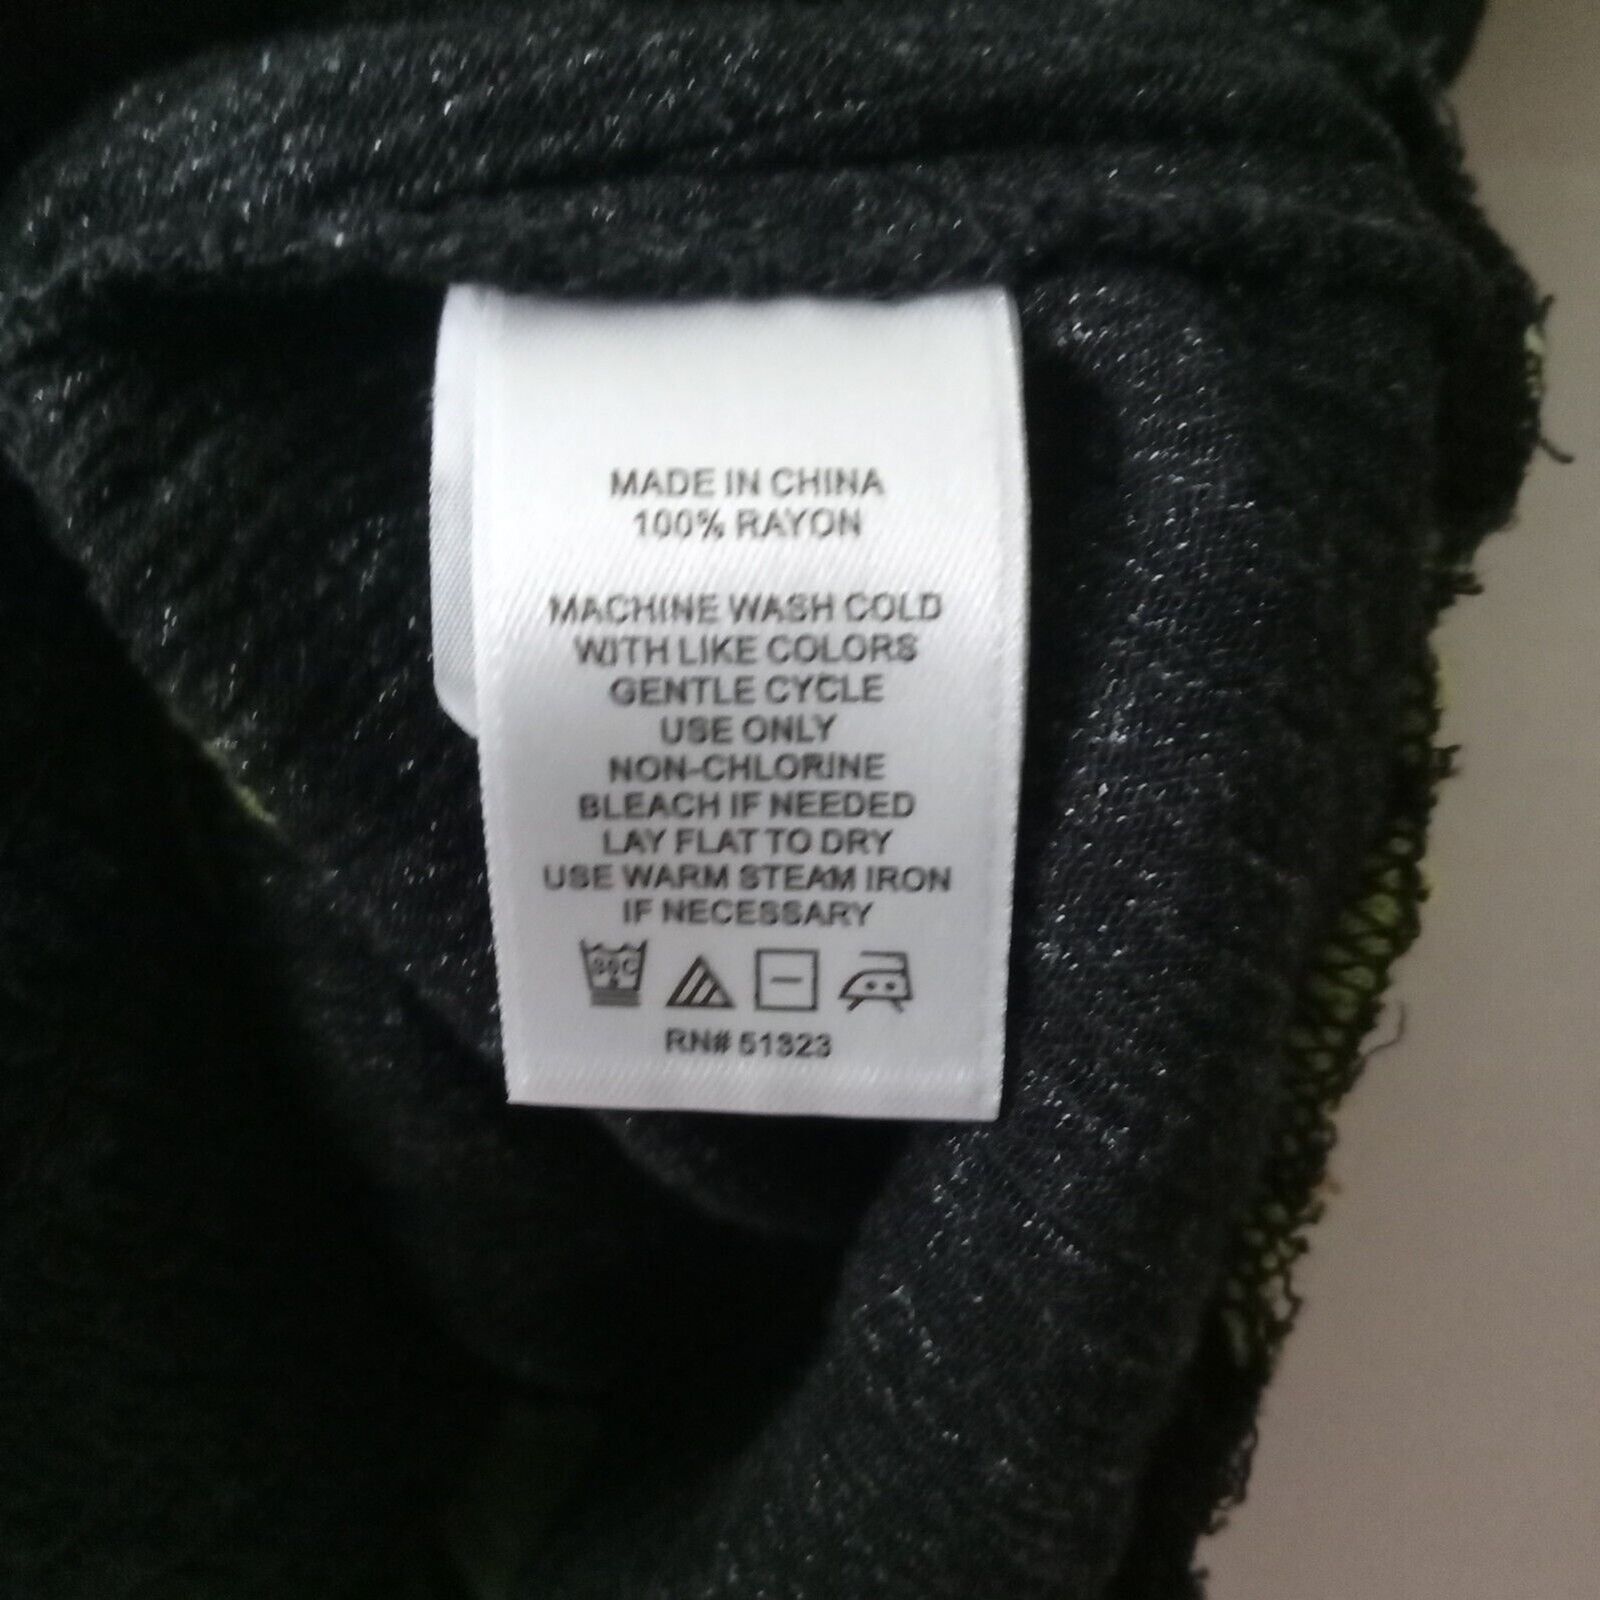 MADE IN CHINA
100% RAYON
MACHINE WASH COLD
WITH LIKE COLORS
GENTLE CYCLE
USE ONLY
NON-CHLORINE
BLEACH IF NEEDED
LAY FLAT TO DRY
USE WARM STEAM IRON
IF NECESSARY
RN# 51323